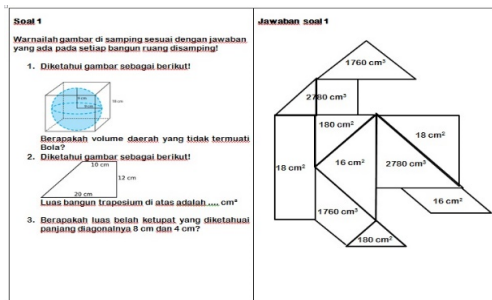 Soal 1
Warnailah gambar di samping sesuai dengan jawaban
yang ada pada setiap bangun ruang disamping!
1. Diketahui gambar sebagai berikut!
Berapakah volume daerah yang tidak termuati
Bola?
2. Diketahui gambar sebagai berikut!
10 cm
12 cm
20 cm
Luas bangun trapesium di atas adalah .... cm²
3. Berapakah luas belah ketupat yang diketahuai
panjang diagonalnya 8 cm dan 4 cm?
Jawaban soal 1
1760 cm³
2780 cm³
180 cm²
18 cm²
18 cm²
16 cm²
2780 cm³
16 cm²
1760 cm³
180 cm²